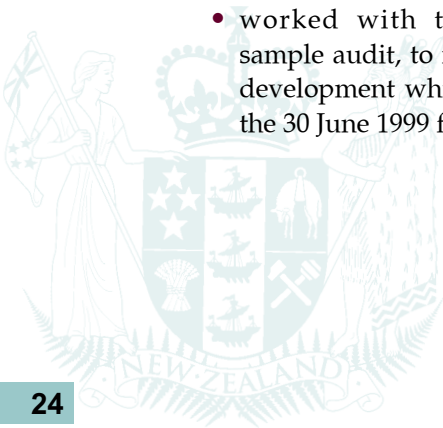 • worked with t
sample audit, to
development wh
the 30 June 1999 f
NEW·ZEALAND
24